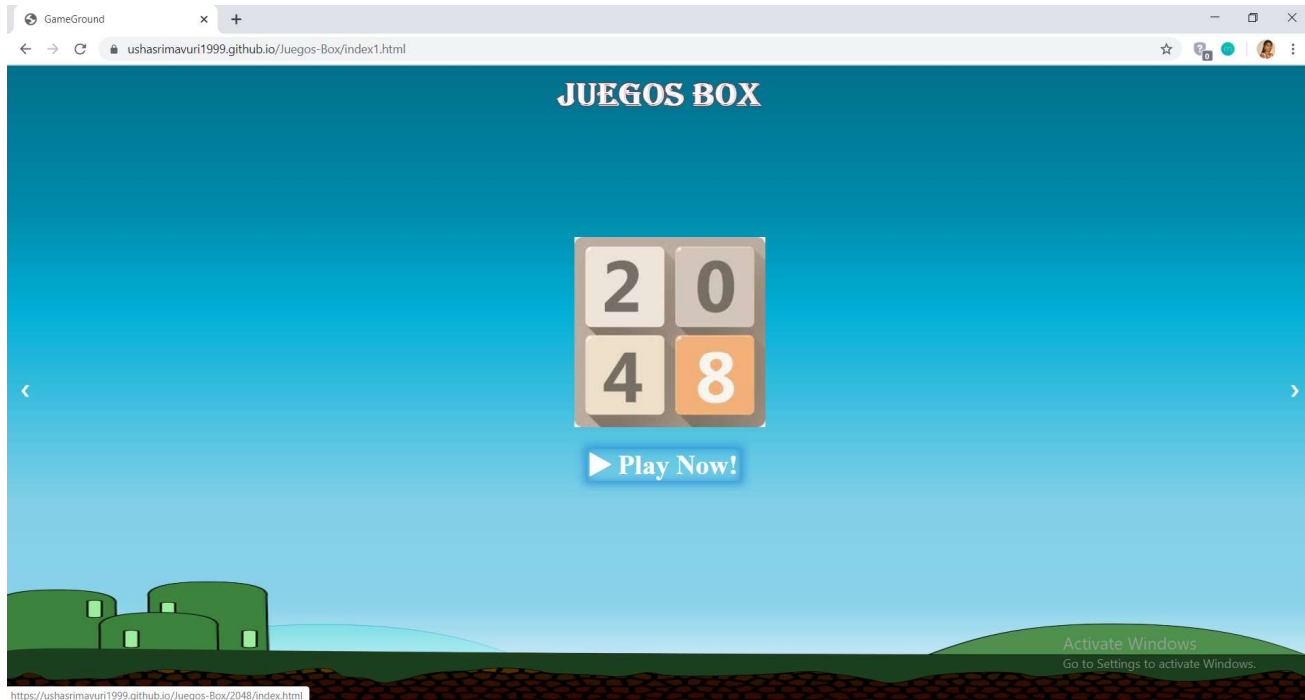 GameGround
ushasrimavuri1999.github.io/Juegos-Box/index1.html
0
JUEGOS BOX
2 0
4 8
▶ Play Now!
Activate Windows
Go to Settings to activate Windows.
https://ushasrimavuri1999.github.io/Juegos-Box/2048/index.html